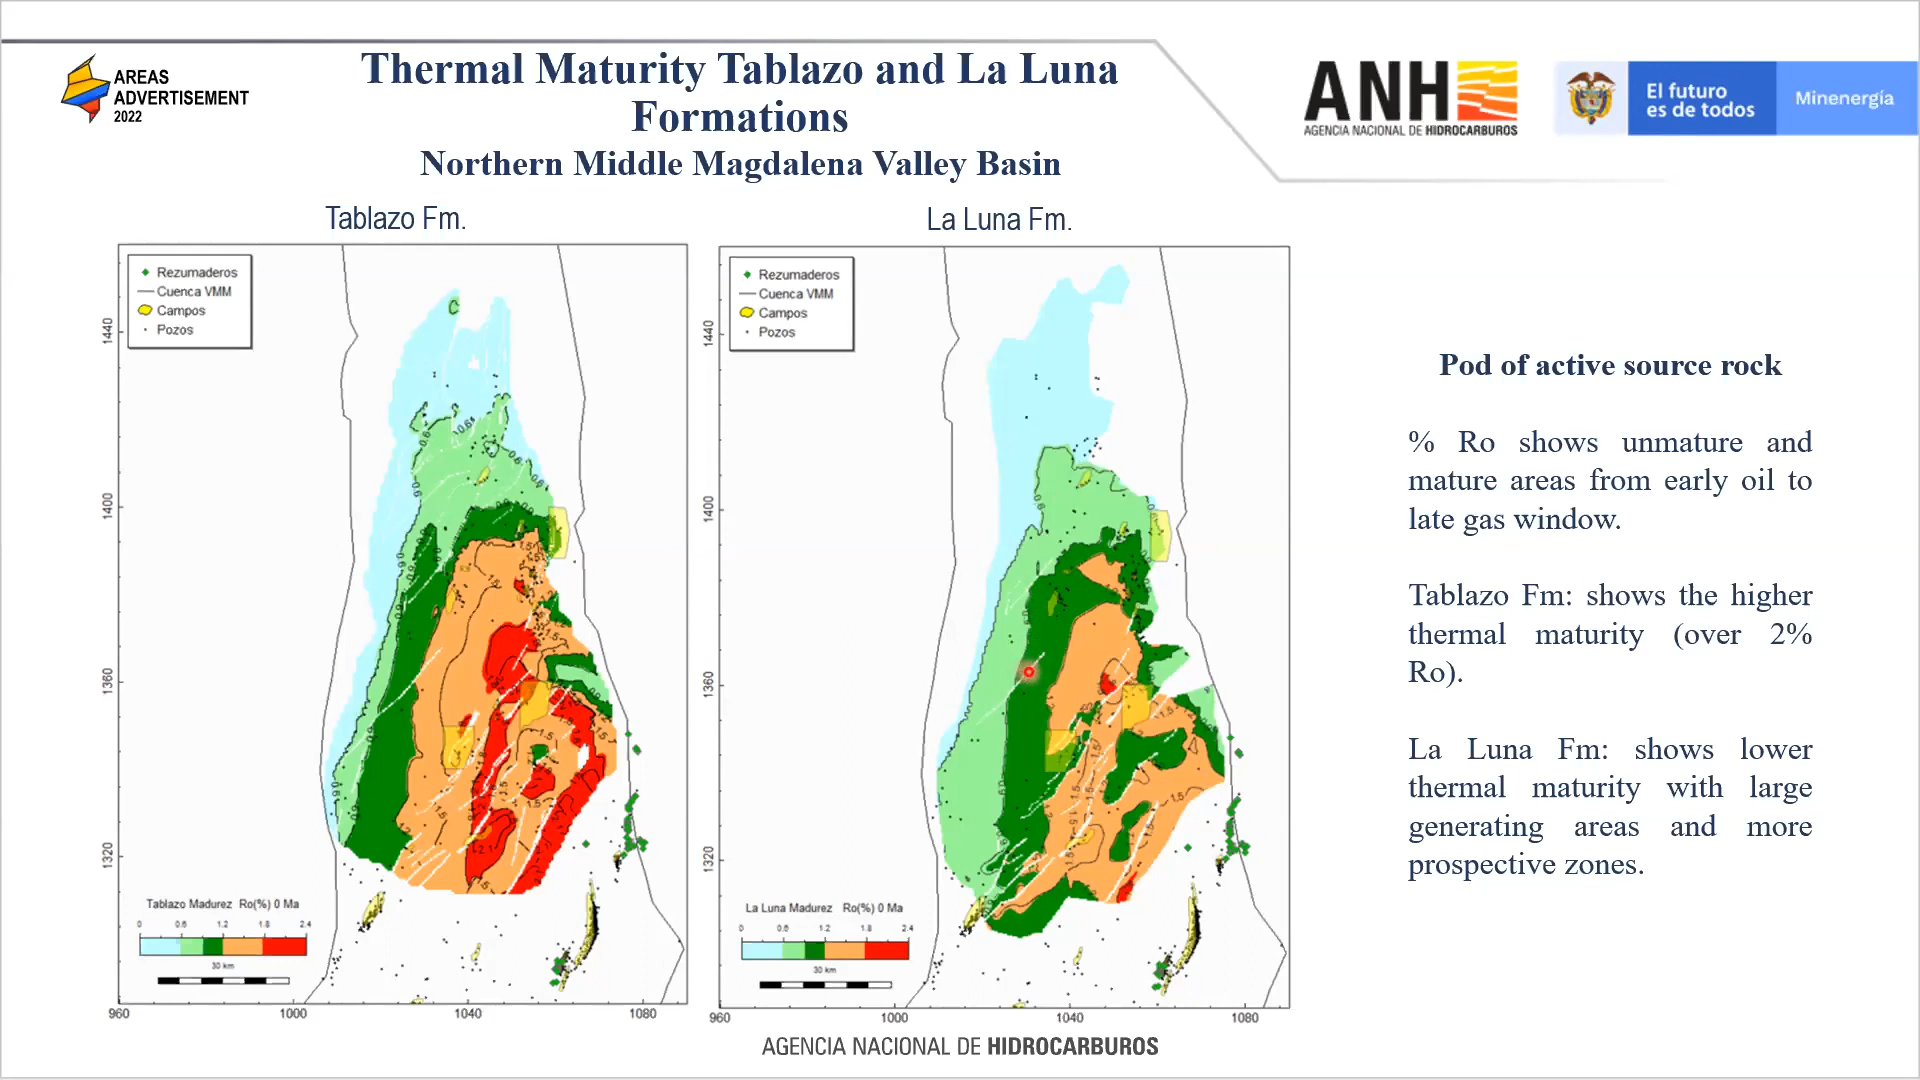 AREAS
ADVERTISEMENT
2022
Thermal Maturity Tablazo and La Luna
Formations
Northern Middle Magdalena Valley Basin
ANH
AGENCIA NACIONAL DE HIDROCARBUROS
El futuro
es de todos
Minenergía
Tablazo Fm.
Rezumaderos
Cuenca VMM
Campos
Pozos
1440
1400
1360
1320
Tablazo Madurez Ro(%) 0 Ma
0 0.6 1.2 1.8 2.4
30 km
960 1000 1040 1080
La Luna Fm.
Rezumaderos
Cuenca VMM
Campos
Pozos
1440
1400
1360
1320
La Luna Madurez Ro(%) 0 Ma
0 0.6 1.2 1.8 2.4
30 km
960 1000 1040 1080
Pod of active source rock
% Ro shows unmature and
mature areas from early oil to
late gas window.
Tablazo Fm: shows the higher
thermal maturity (over 2%
Ro).
La Luna Fm: shows lower
thermal maturity with large
generating areas and more
prospective zones.
AGENCIA NACIONAL DE HIDROCARBUROS